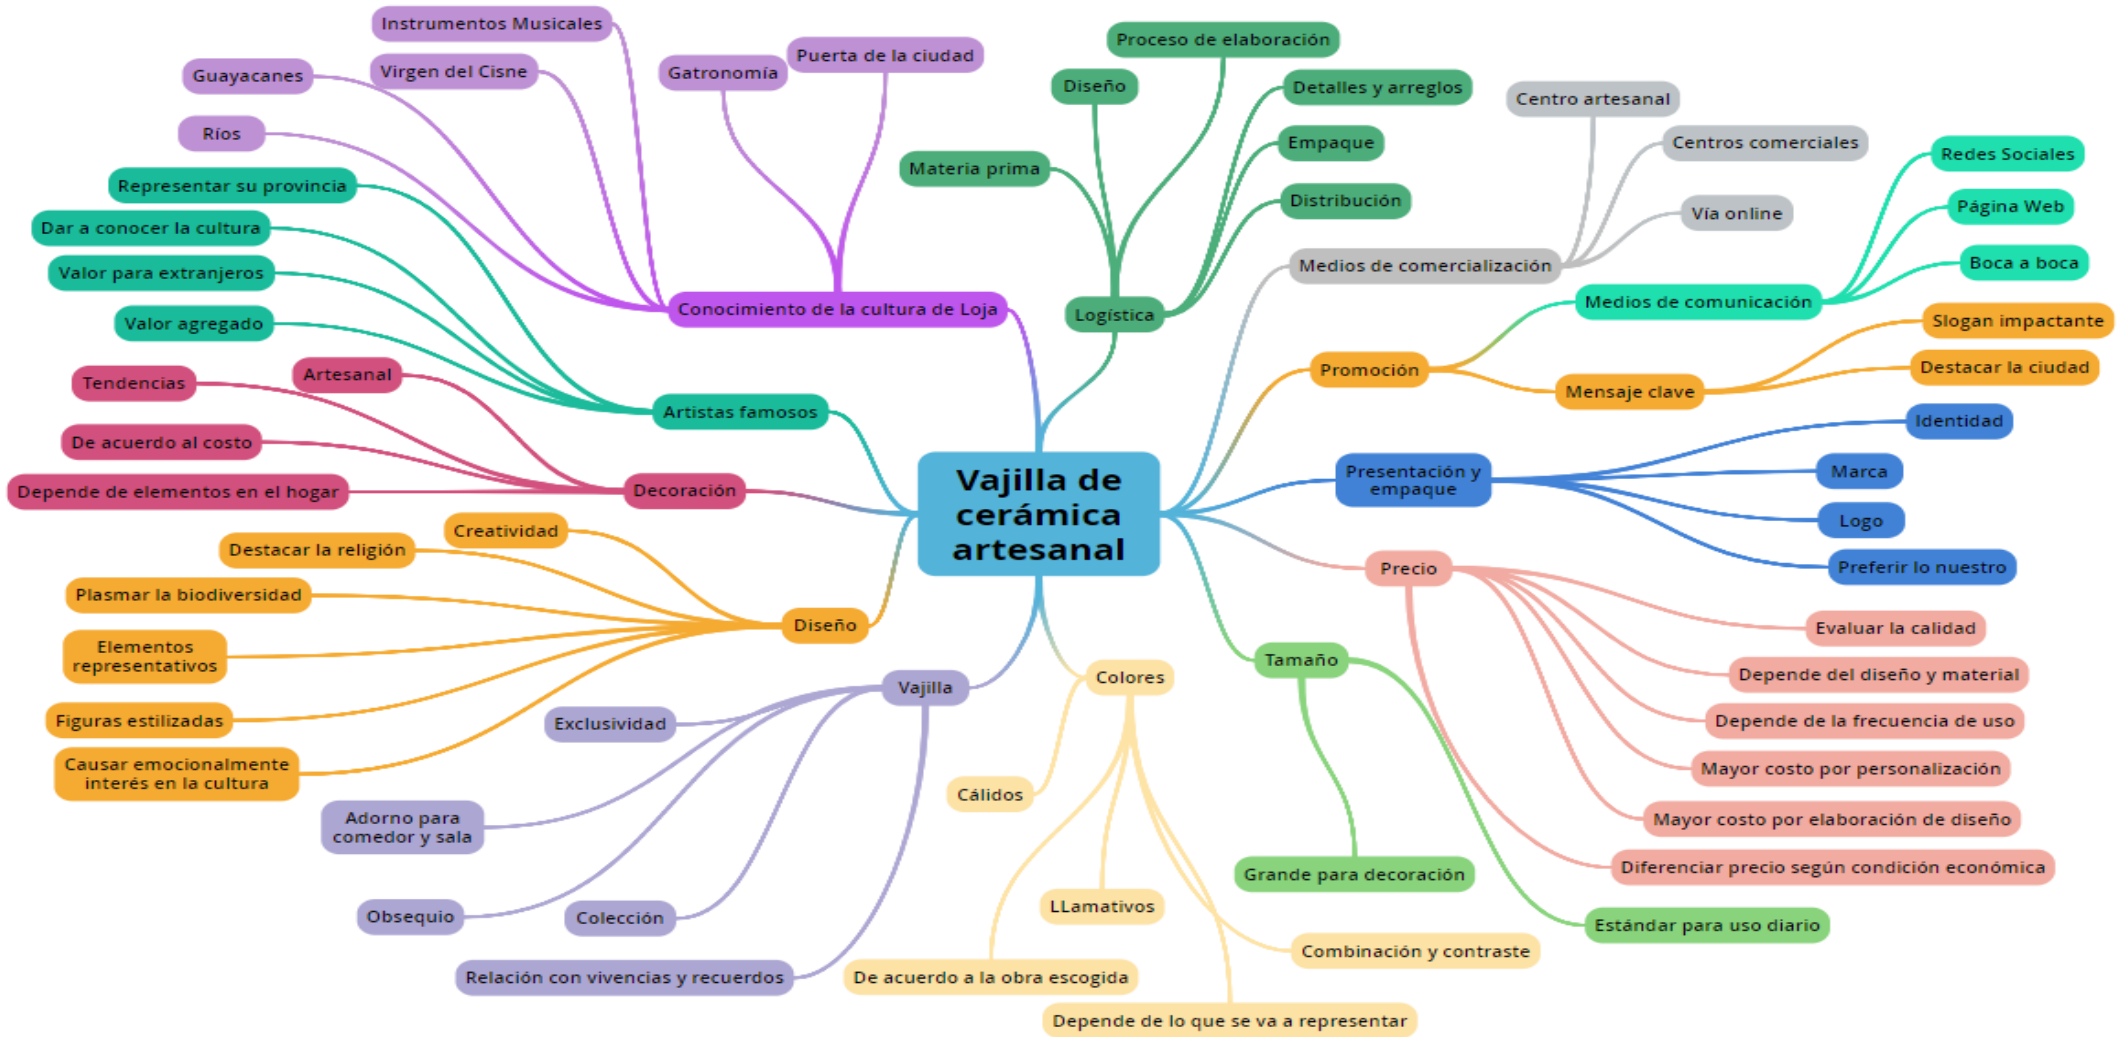 Vajilla de
cerámica
artesanal
Conocimiento de la cultura de Loja
Instrumentos Musicales
Virgen del Cisne
Guayacanes
Ríos
Gatronomía
Puerta de la ciudad
Logística
Materia prima
Diseño
Proceso de elaboración
Detalles y arreglos
Empaque
Distribución
Medios de comercialización
Centro artesanal
Centros comerciales
Vía online
Promoción
Medios de comunicación
Redes Sociales
Página Web
Boca a boca
Mensaje clave
Slogan impactante
Destacar la ciudad
Presentación y
empaque
Identidad
Marca
Logo
Preferir lo nuestro
Precio
Evaluar la calidad
Depende del diseño y material
Depende de la frecuencia de uso
Mayor costo por personalización
Mayor costo por elaboración de diseño
Diferenciar precio según condición económica
Tamaño
Grande para decoración
Estándar para uso diario
Colores
Cálidos
LLamativos
De acuerdo a la obra escogida
Combinación y contraste
Depende de lo que se va a representar
Vajilla
Exclusividad
Adorno para
comedor y sala
Obsequio
Colección
Relación con vivencias y recuerdos
Diseño
Creatividad
Destacar la religión
Plasmar la biodiversidad
Elementos
representativos
Figuras estilizadas
Causar emocionalmente
interés en la cultura
Decoración
Artesanal
Tendencias
De acuerdo al costo
Depende de elementos en el hogar
Artistas famosos
Representar su provincia
Dar a conocer la cultura
Valor para extranjeros
Valor agregado